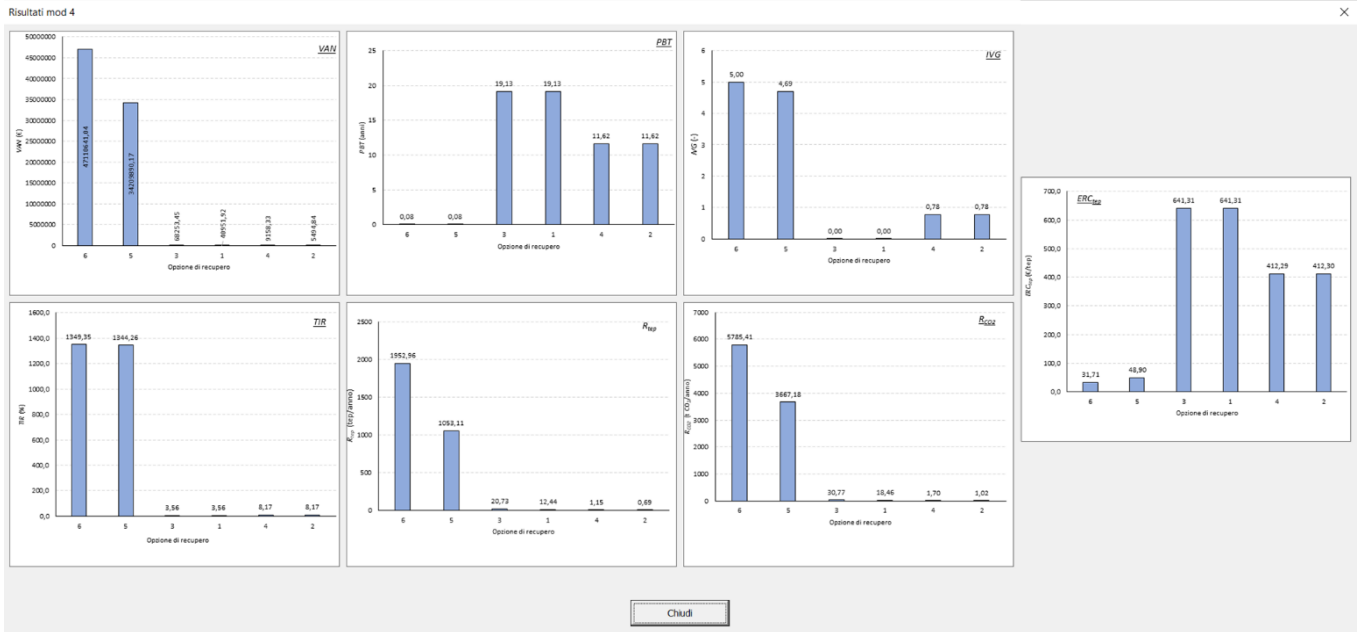 Risultati mod 4
VAN
50000000
45000000
40000000
35000000
30000000
25000000
20000000
15000000
10000000
5000000
0
VAN (€)
47118641,84
34209890,17
68253,45
48953,92
9158,33
5494,84
6 5 3 1 4 2
Opzione di recupero
PBT
25
20
15
10
5
0
PBT (anni)
0,08 0,08 19,13 19,13 11,62 11,62
6 5 3 1 4 2
Opzione di recupero
IVG
6
5
4
3
2
1
0
IVG (-)
5,00 4,69 0,00 0,00 0,78 0,78
6 5 3 1 4 2
Opzione di recupero
ERCtep
700,0
600,0
500,0
400,0
300,0
200,0
100,0
0,0
ERCtep (€/tep)
31,71 48,90 641,31 641,31 412,29 412,30
6 5 3 1 4 2
Opzione di recupero
TIR
1600,0
1400,0
1200,0
1000,0
800,0
600,0
400,0
200,0
0,0
TIR (%)
1349,35 1344,26 3,56 3,56 8,17 8,17
6 5 3 1 4 2
Opzione di recupero
Rtep
2500
2000
1500
1000
500
0
Rtep (tep/anno)
1952,96 1053,11 20,73 12,44 1,15 0,69
6 5 3 1 4 2
Opzione di recupero
RCO2
7000
6000
5000
4000
3000
2000
1000
0
RCO2 (t CO2/anno)
5785,41 3667,18 30,77 18,46 1,70 1,02
6 5 3 1 4 2
Opzione di recupero
Chiudi